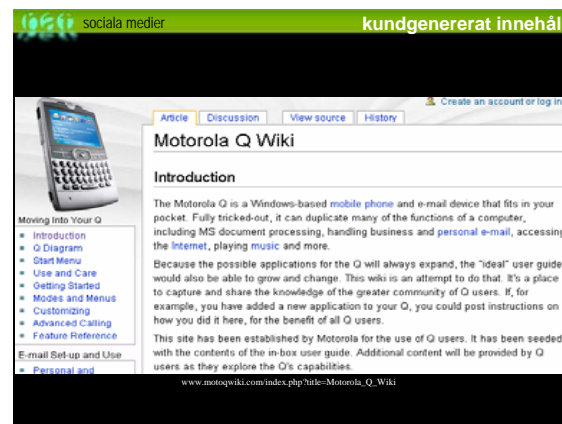 sociala medier
kundgenererat innehål
Create an account or log in
Article Discussion View source History
Motorola Q Wiki
Introduction
The Motorola Q is a Windows-based mobile phone and e-mail device that fits in your
pocket. Fully tricked-out, it can duplicate many of the functions of a computer,
including MS document processing, handling business and personal e-mail, accessing
the Internet, playing music and more.
Because the possible applications for the Q will always expand, the "ideal" user guide
would also be able to grow and change. This wiki is an attempt to do that. It's a place
to capture and share the knowledge of the greater community of Q users. If, for
example, you have added a new application to your Q, you could post instructions on
how you did it here, for the benefit of all Q users.
This site has been established by Motorola for the use of Q users. It has been seeded
with the contents of the in-box user guide. Additional content will be provided by Q
users as they explore the Q's capabilities.
Moving Into Your Q
Introduction
Q Diagram
Start Menu
Use and Care
Getting Started
Modes and Menus
Customizing
Advanced Calling
Feature Reference
E-mail Set-up and Use
Personal and
www.motoqwiki.com/index.php?title=Motorola_Q_Wiki